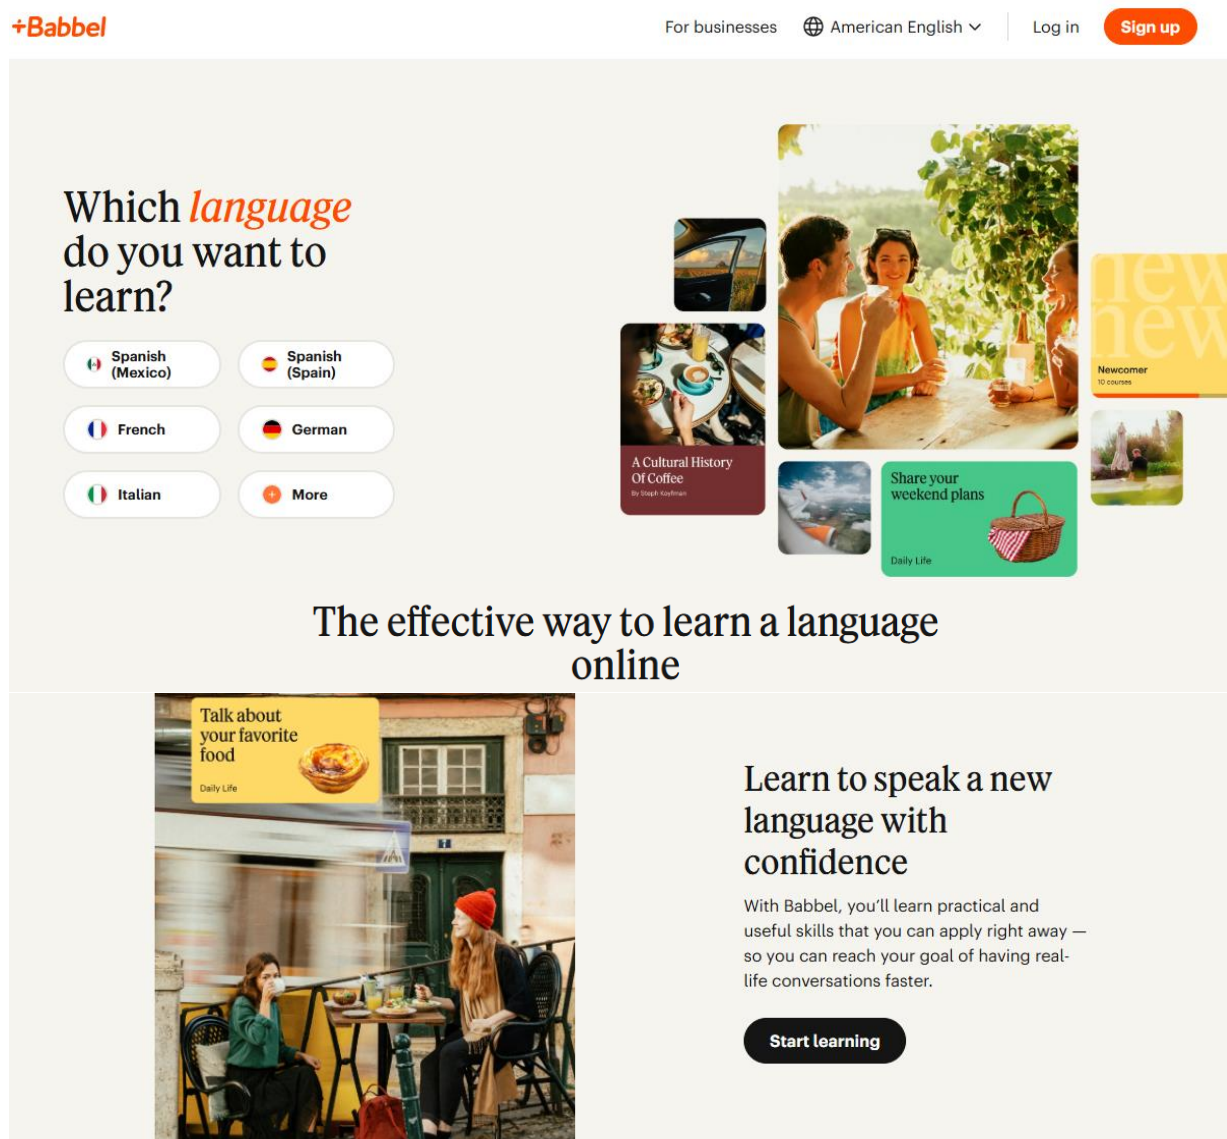 +Babbel
For businesses
American English
Log in
Sign up
Which language
do you want to
learn?
Spanish
(Mexico)
Spanish
(Spain)
French
German
Italian
More
new
new
Newcomer
10 courses
A Cultural History
Of Coffee
By Steph Koyfman
Share your
weekend plans
Daily Life
The effective way to learn a language
online
Talk about
your favorite
food
Daily Life
7
Learn to speak a new
language with
confidence
With Babbel, you’ll learn practical and
useful skills that you can apply right away —
so you can reach your goal of having real-
life conversations faster.
Start learning